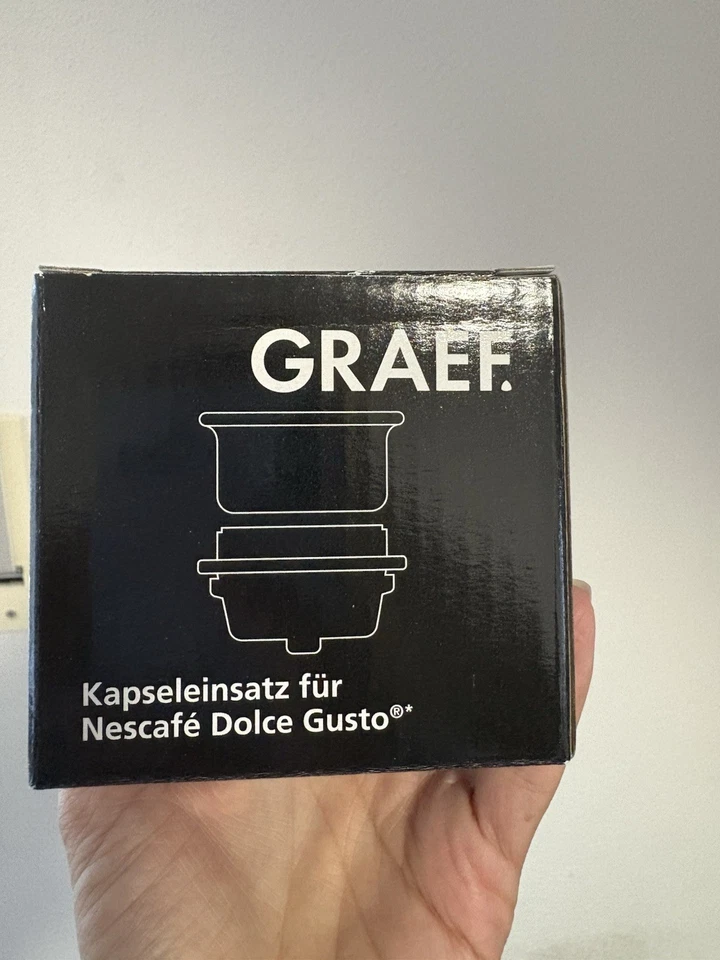 GRAEF.
Kapseleinsatz für
Nescafé Dolce Gusto®*